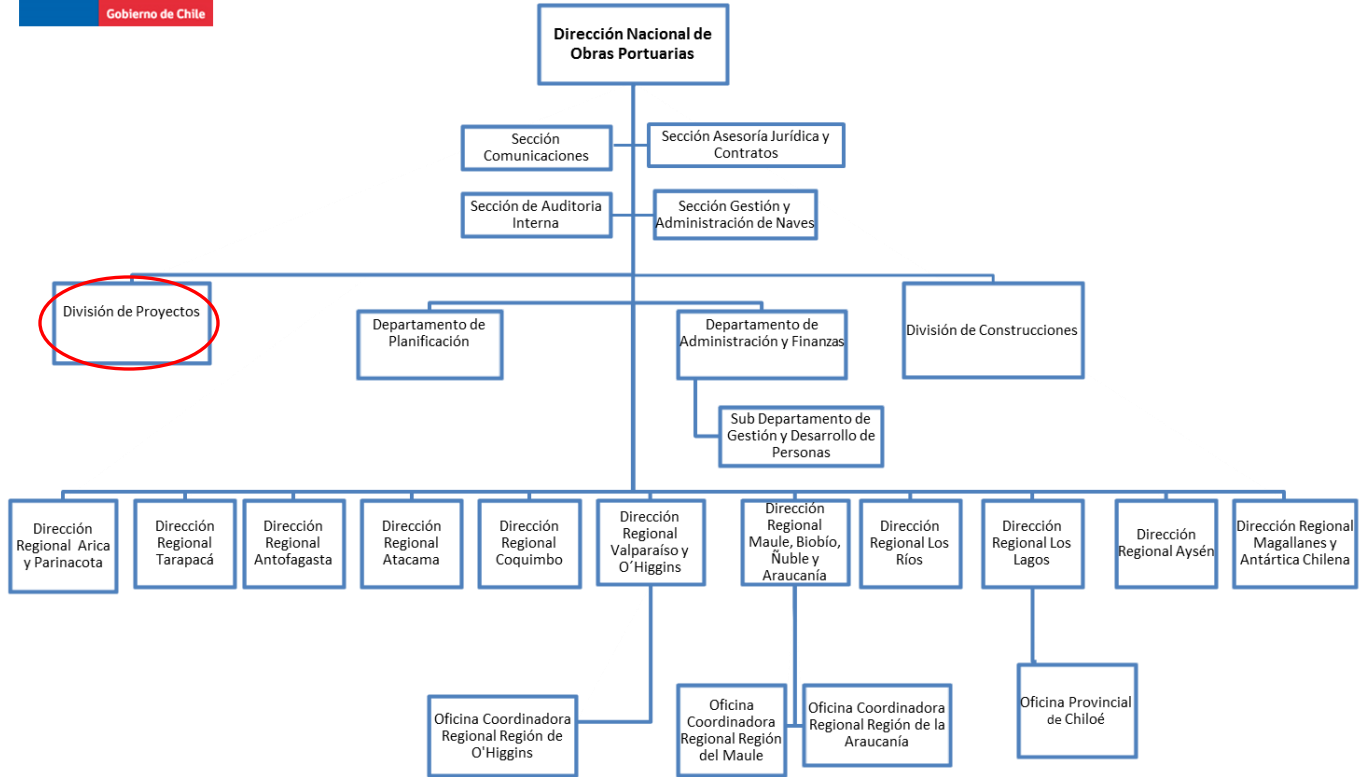 Gobierno de Chile
Dirección Nacional de
Obras Portuarias
Sección
Comunicaciones
Sección Asesoría Jurídica y
Contratos
Sección de Auditoria
Interna
Sección Gestión y
Administración de Naves
División de Proyectos
Departamento de
Planificación
Departamento de
Administración y Finanzas
División de Construcciones
Sub Departamento de
Gestión y Desarrollo de
Personas
Dirección
Regional Arica
y Parinacota
Dirección
Regional
Tarapacá
Dirección
Regional
Antofagasta
Dirección
Regional
Atacama
Dirección
Regional
Coquimbo
Dirección
Regional
Valparaíso y
O´Higgins
Dirección
Regional
Maule, Biobío,
Ñuble y
Araucanía
Dirección
Regional Los
Ríos
Dirección
Regional Los
Lagos
Dirección
Regional Aysén
Dirección Regional
Magallanes y
Antártica Chilena
Oficina Coordinadora
Regional Región de
O'Higgins
Oficina
Coordinadora
Regional Región
del Maule
Oficina Coordinadora
Regional Región de la
Araucanía
Oficina Provincial
de Chiloé